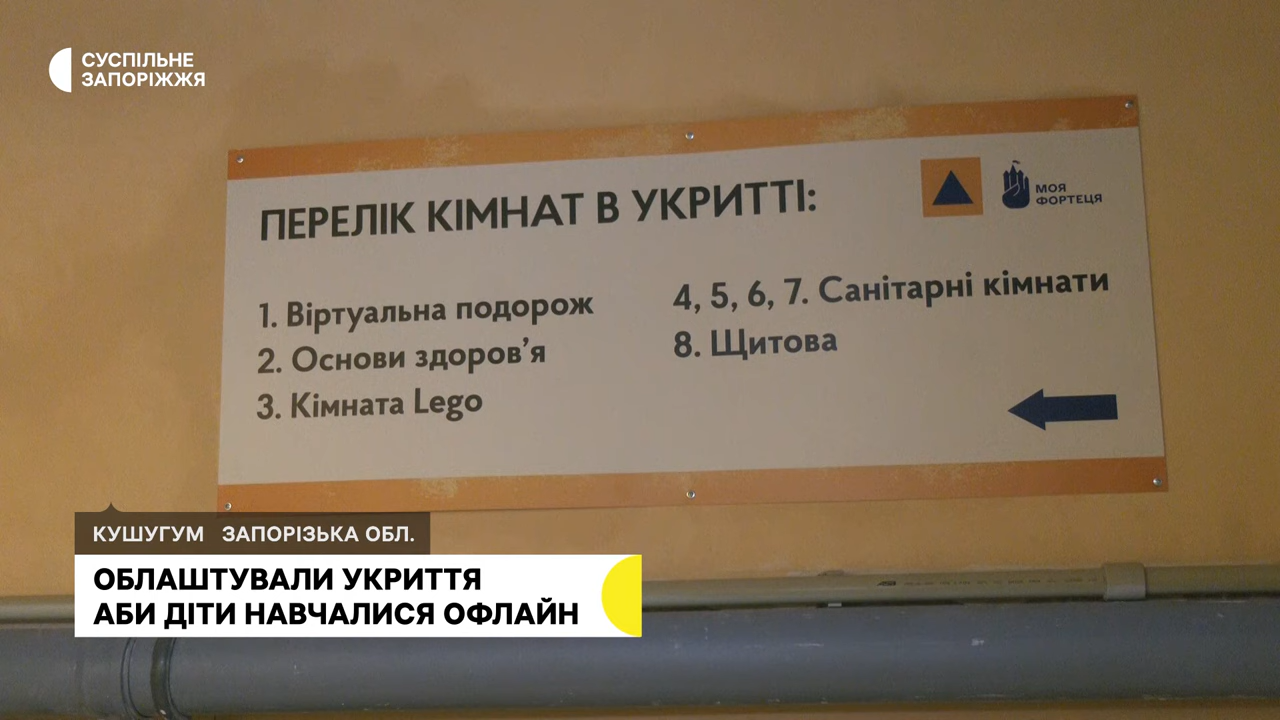 СУСПІЛЬНЕ
ЗАПОРІЖЖЯ
ПЕРЕЛІК КІМНАТ В УКРИТТІ:
МОЯ
ФОРТЕЦЯ
1. Віртуальна подорож
2. Основи здоров’я
3. Кімната Lego
4, 5, 6, 7. Санітарні кімнати
8. Щитова
КУШУГУМ ЗАПОРІЗЬКА ОБЛ.
ОБЛАШТУВАЛИ УКРИТТЯ
АБИ ДІТИ НАВЧАЛИСЯ ОФЛАЙН